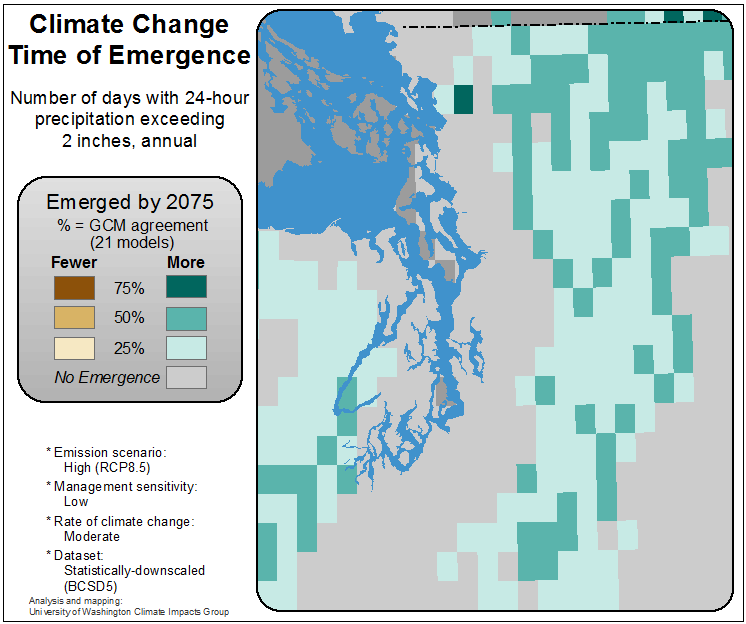 Climate Change
Time of Emergence
Number of days with 24-hour
precipitation exceeding
2 inches, annual
Emerged by 2075
% = GCM agreement
(21 models)
Fewer More
75%
50%
25%
No Emergence
* Emission scenario:
High (RCP8.5)
* Management sensitivity:
Low
* Rate of climate change:
Moderate
* Dataset:
Statistically-downscaled
(BCSD5)
Analysis and mapping:
University of Washington Climate Impacts Group